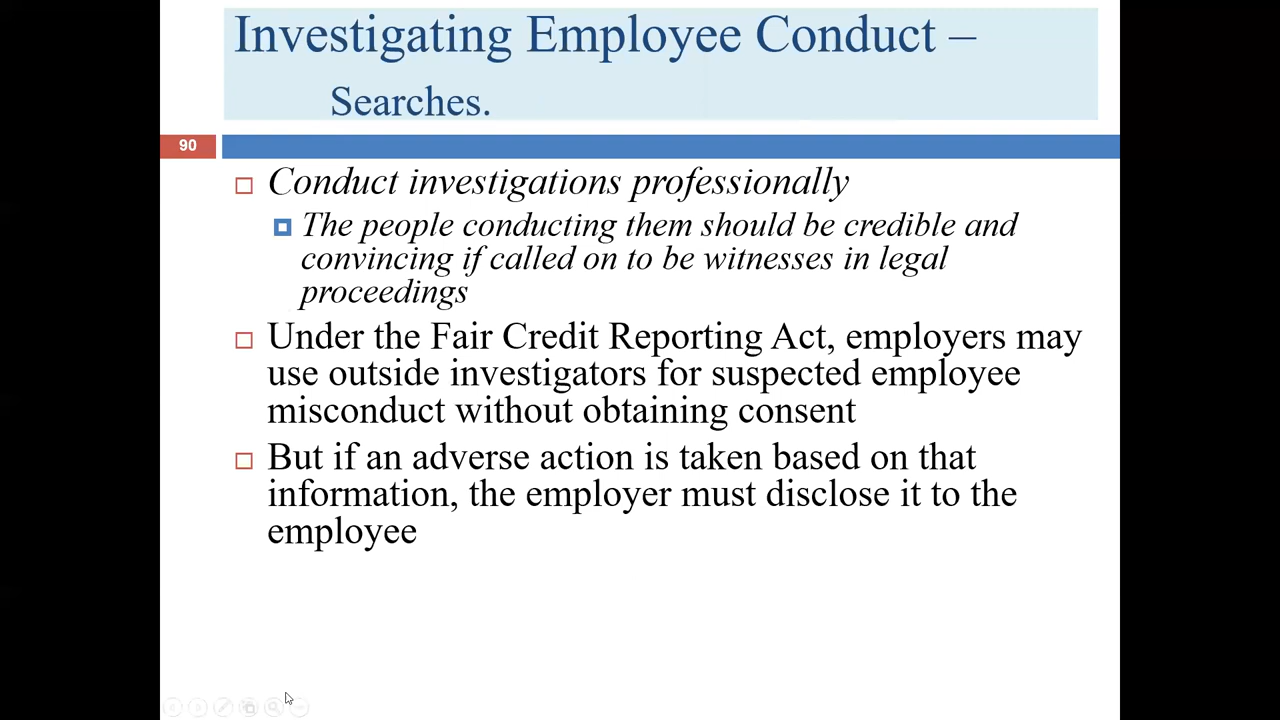 Investigating Employee Conduct –
Searches.
90
Conduct investigations professionally
The people conducting them should be credible and
convincing if called on to be witnesses in legal
proceedings
Under the Fair Credit Reporting Act, employers may
use outside investigators for suspected employee
misconduct without obtaining consent
But if an adverse action is taken based on that
information, the employer must disclose it to the
employee